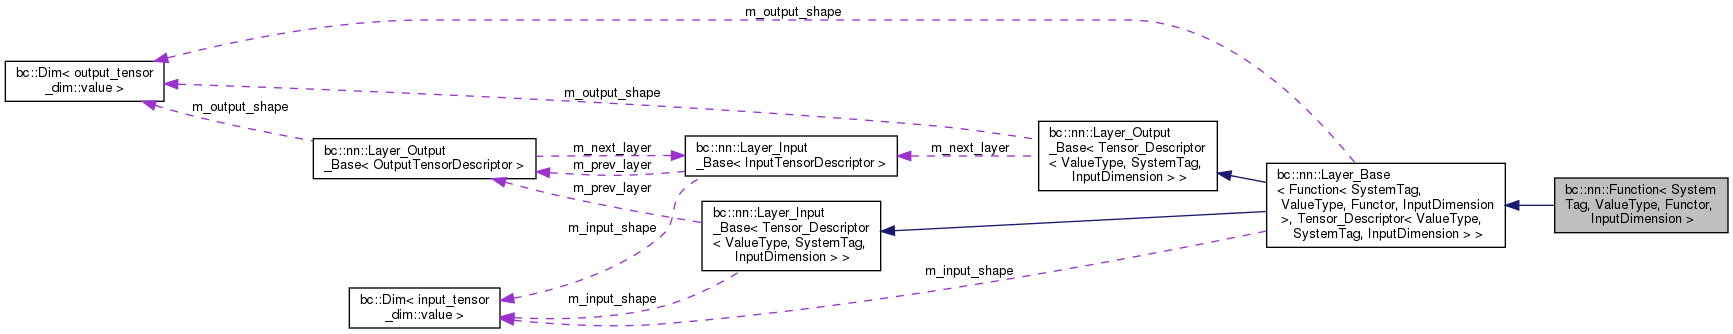 m_output_shape
bc::Dim< output_tensor
_dim::value >
m_output_shape
m_output_shape
bc::nn::Layer_Output
_Base< OutputTensorDescriptor >
m_next_layer
m_prev_layer
m_prev_layer
bc::nn::Layer_Input
_Base< InputTensorDescriptor >
m_next_layer
bc::nn::Layer_Output
_Base< Tensor_Descriptor
< ValueType, SystemTag,
InputDimension > >
bc::nn::Layer_Base
< Function< SystemTag,
ValueType, Functor, InputDimension
>, Tensor_Descriptor< ValueType,
SystemTag, InputDimension > >
bc::nn::Function< System
Tag, ValueType, Functor,
InputDimension >
bc::nn::Layer_Input
_Base< Tensor_Descriptor
< ValueType, SystemTag,
InputDimension > >
m_input_shape
m_input_shape
m_input_shape
bc::Dim< input_tensor
_dim::value >